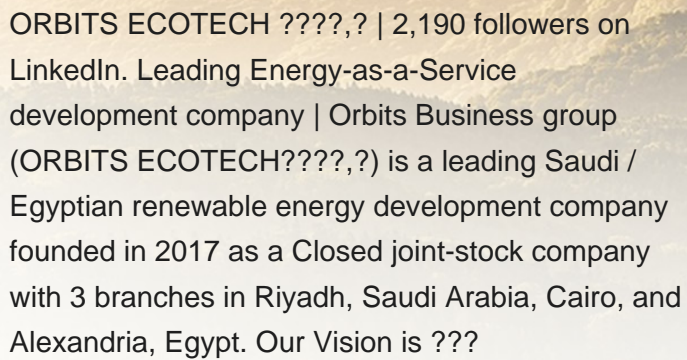 ORBITS ECOTECH ????,? | 2,190 followers on
LinkedIn. Leading Energy-as-a-Service
development company | Orbits Business group
(ORBITS ECOTECH????,?) is a leading Saudi /
Egyptian renewable energy development company
founded in 2017 as a Closed joint-stock company
with 3 branches in Riyadh, Saudi Arabia, Cairo, and
Alexandria, Egypt. Our Vision is ???